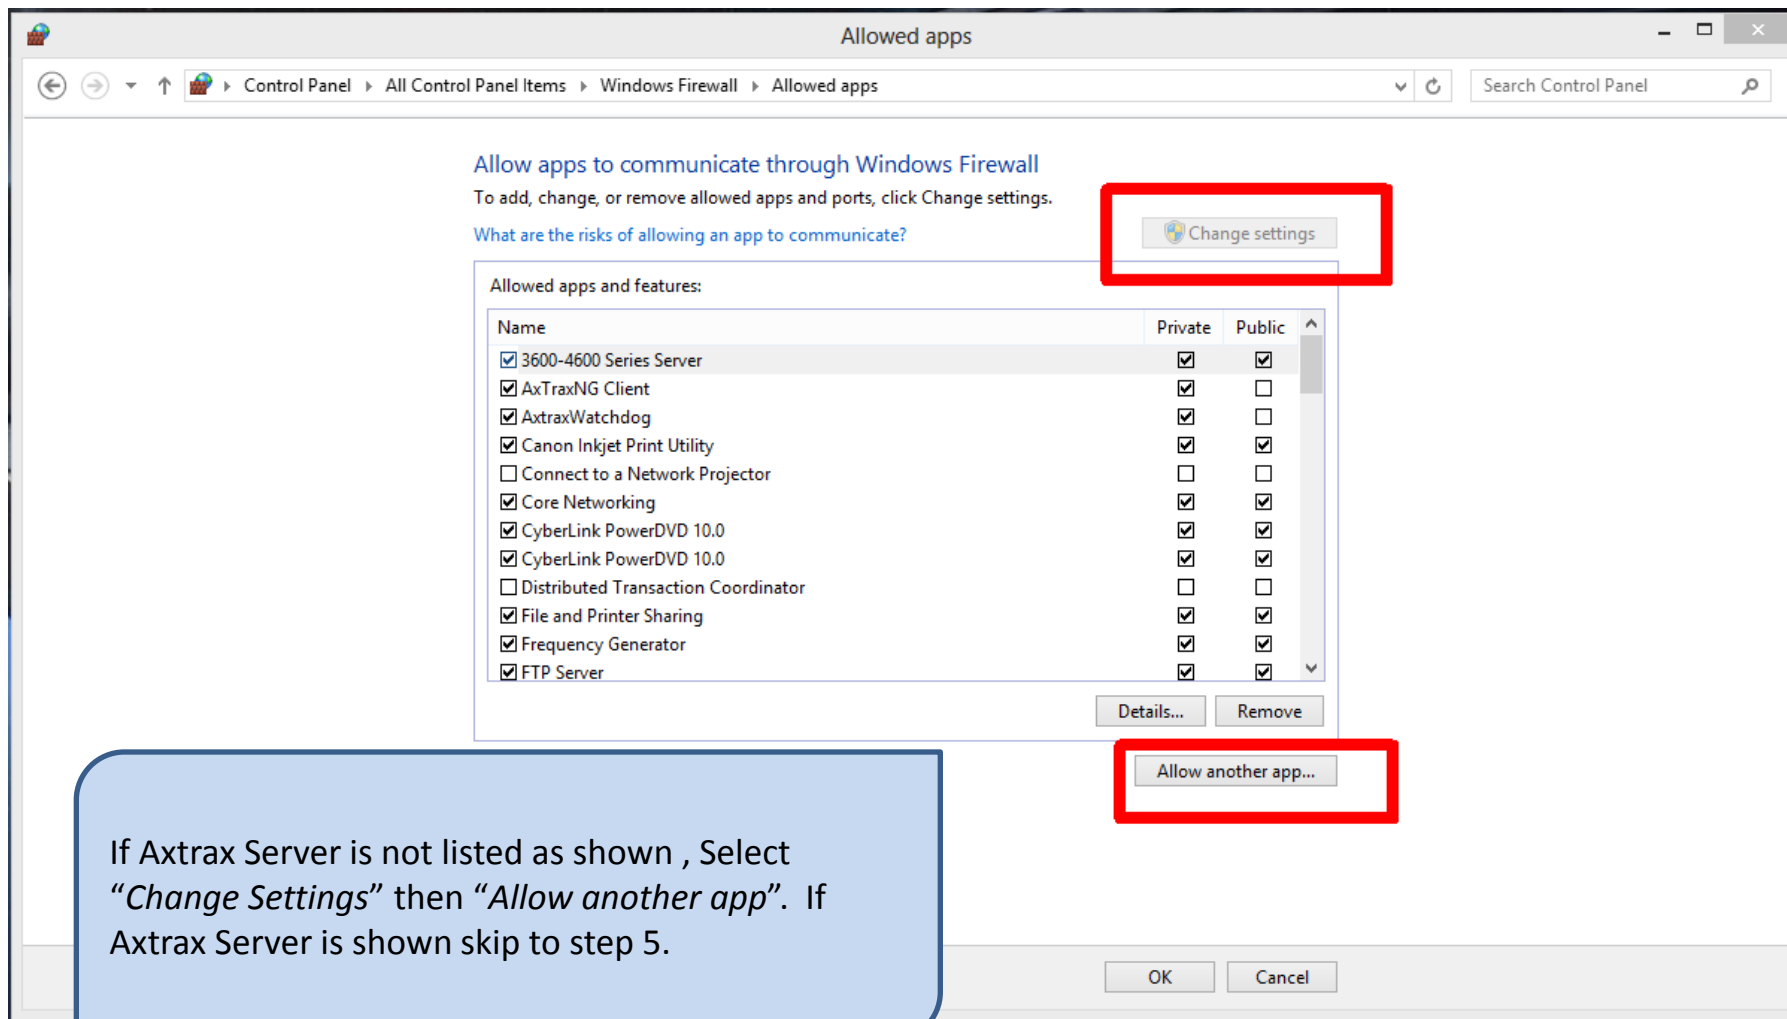 Allowed apps
Control Panel All Control Panel Items Windows Firewall Allowed apps
Search Control Panel
Allow apps to communicate through Windows Firewall
To add, change, or remove allowed apps and ports, click Change settings.
What are the risks of allowing an app to communicate?
Change settings
Allowed apps and features:
Name Private Public
3600-4600 Series Server
AxTraxNG Client
AxtraxWatchdog
Canon Inkjet Print Utility
Connect to a Network Projector
Core Networking
CyberLink PowerDVD 10.0
CyberLink PowerDVD 10.0
Distributed Transaction Coordinator
File and Printer Sharing
Frequency Generator
FTP Server
Details... Remove
Allow another app...
If Axtrax Server is not listed as shown , Select
“Change Settings” then “Allow another app”. If
Axtrax Server is shown skip to step 5.
OK Cancel